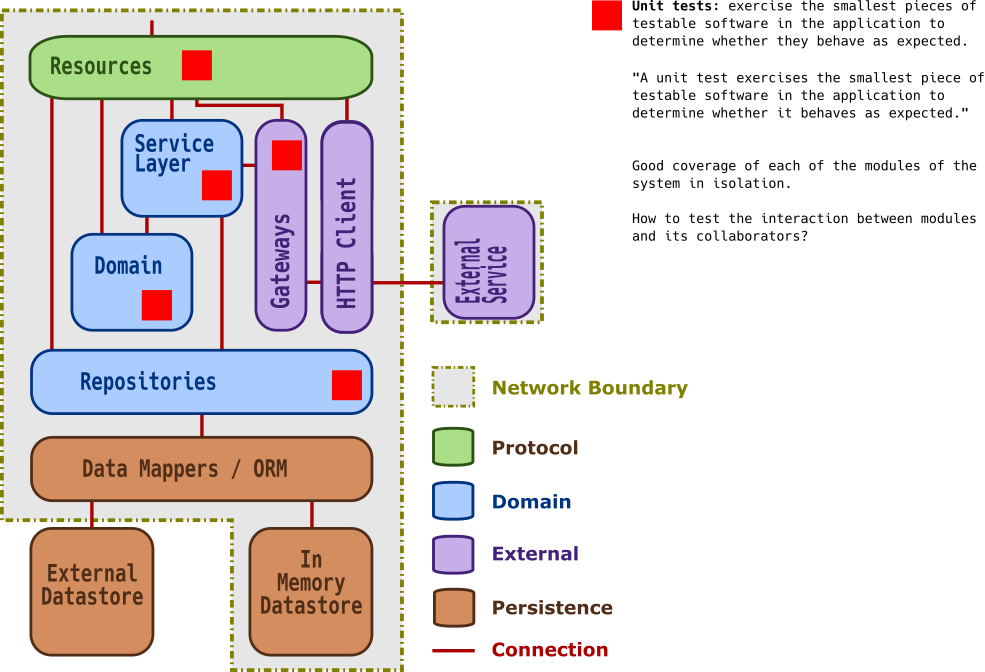 Unit tests: exercise the smallest pieces of
testable software in the application to
determine whether they behave as expected.
"A unit test exercises the smallest piece of
testable software in the application to
determine whether it behaves as expected."
Good coverage of each of the modules of the
system in isolation.
How to test the interaction between modules
and its collaborators?
Resources
Service
Layer
Gateways
HTTP Client
Domain
External
Service
Repositories
Data Mappers / ORM
External
Datastore
In
Memory
Datastore
Network Boundary
Protocol
Domain
External
Persistence
Connection